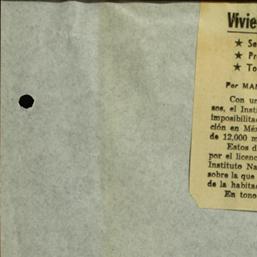 Vivie
★ Se
★ Pr
★ To
Por MA
Con un
sos, el Insti
imposibilita
ción en Méx
de 12,000 m
Estos d
por el licenc
Instituto Na
sobre la que
de la habita
En tono